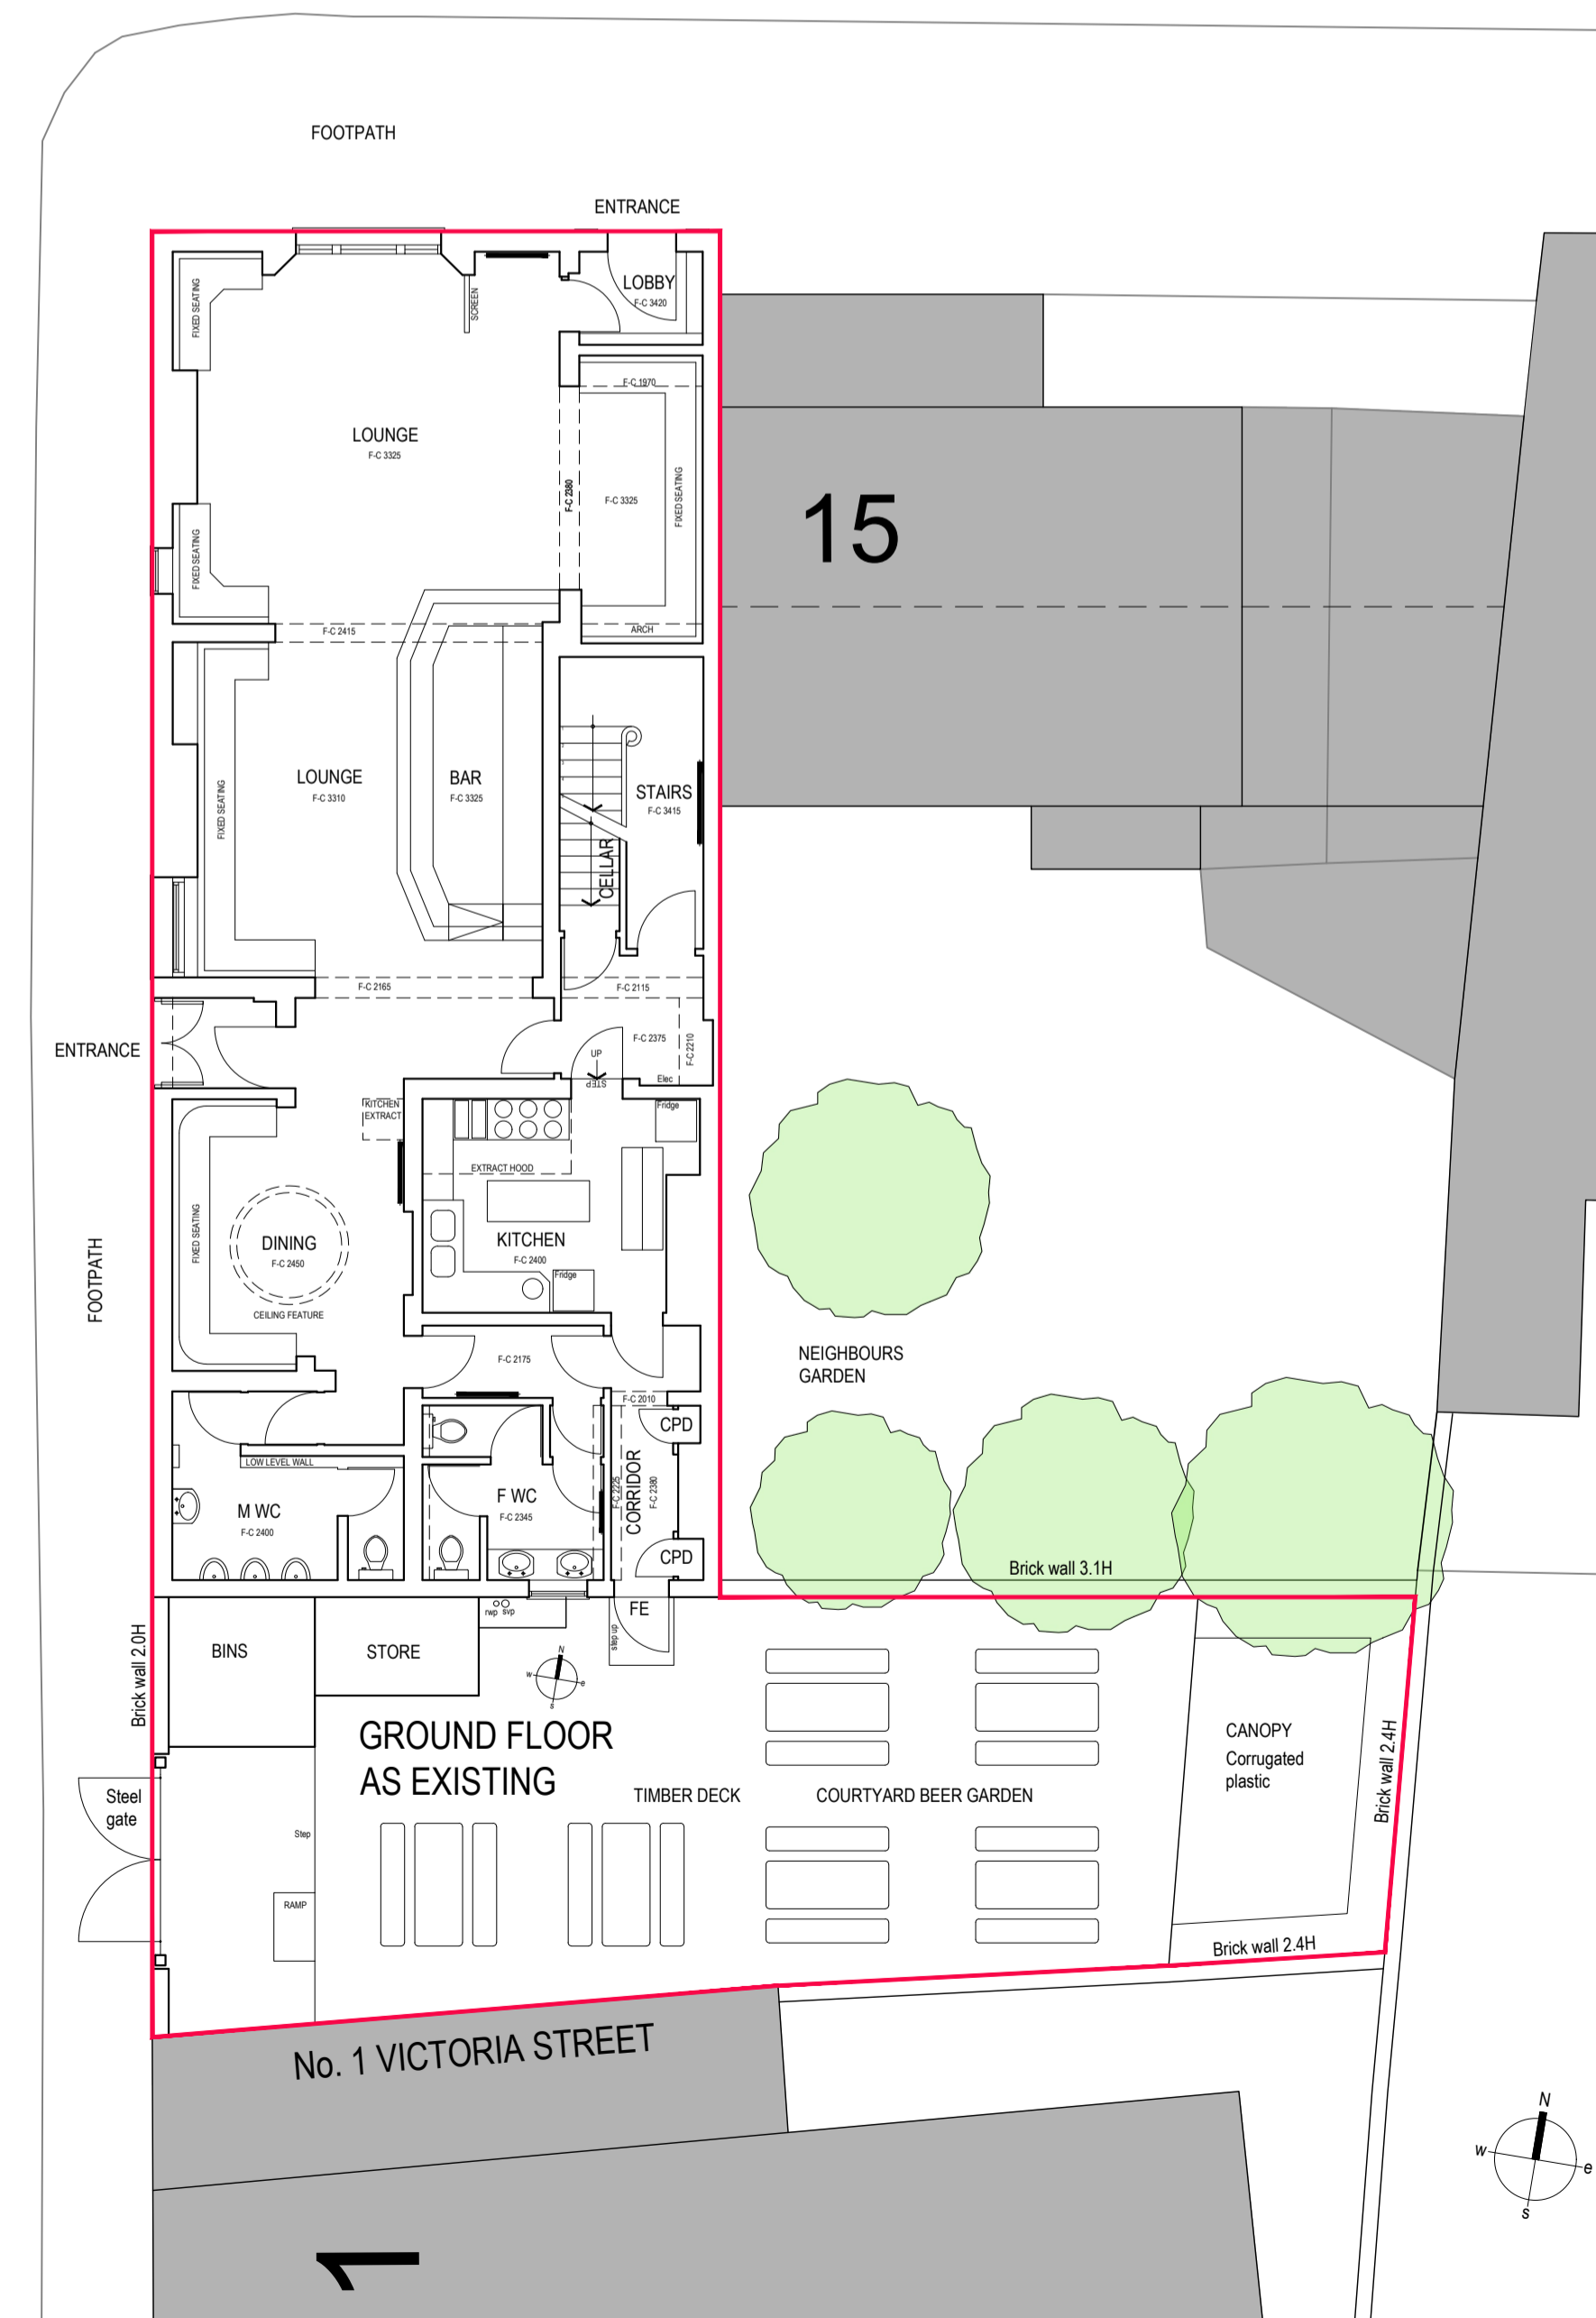 FOOTPATH
ENTRANCE
LOBBY
F-C 3420
FIXED SEATING
SCREEN
F-C 1970
LOUNGE
F-C 3325
F-C 2380
F-C 3325
FIXED SEATING
15
FIXED SEATING
F-C 2415
ARCH
LOUNGE
F-C 3310
BAR
F-C 3325
STAIRS
F-C 3415
FIXED SEATING
CELLAR
F-C 2165
F-C 2115
ENTRANCE
F-C 2375
F-C 2210
UP
STEP
Elec
KITCHEN
EXTRACT
Fridge
EXTRACT HOOD
FIXED SEATING
DINING
F-C 2450
KITCHEN
F-C 2400
Fridge
CEILING FEATURE
FOOTPATH
F-C 2175
NEIGHBOURS
GARDEN
F-C 2010
CPD
LOW LEVEL WALL
M WC
F-C 2400
F WC
F-C 2345
F-C 2225
CORRIDOR
F-C 2380
CPD
Brick wall 3.1H
rwp
svp
FE
step up
Brick wall 2.0H
BINS
STORE
N
w
e
s
GROUND FLOOR
AS EXISTING
CANOPY
Corrugated
plastic
Brick wall 2.4H
Steel
gate
TIMBER DECK
COURTYARD BEER GARDEN
Step
RAMP
Brick wall 2.4H
No. 1 VICTORIA STREET
N
w
e
s
1